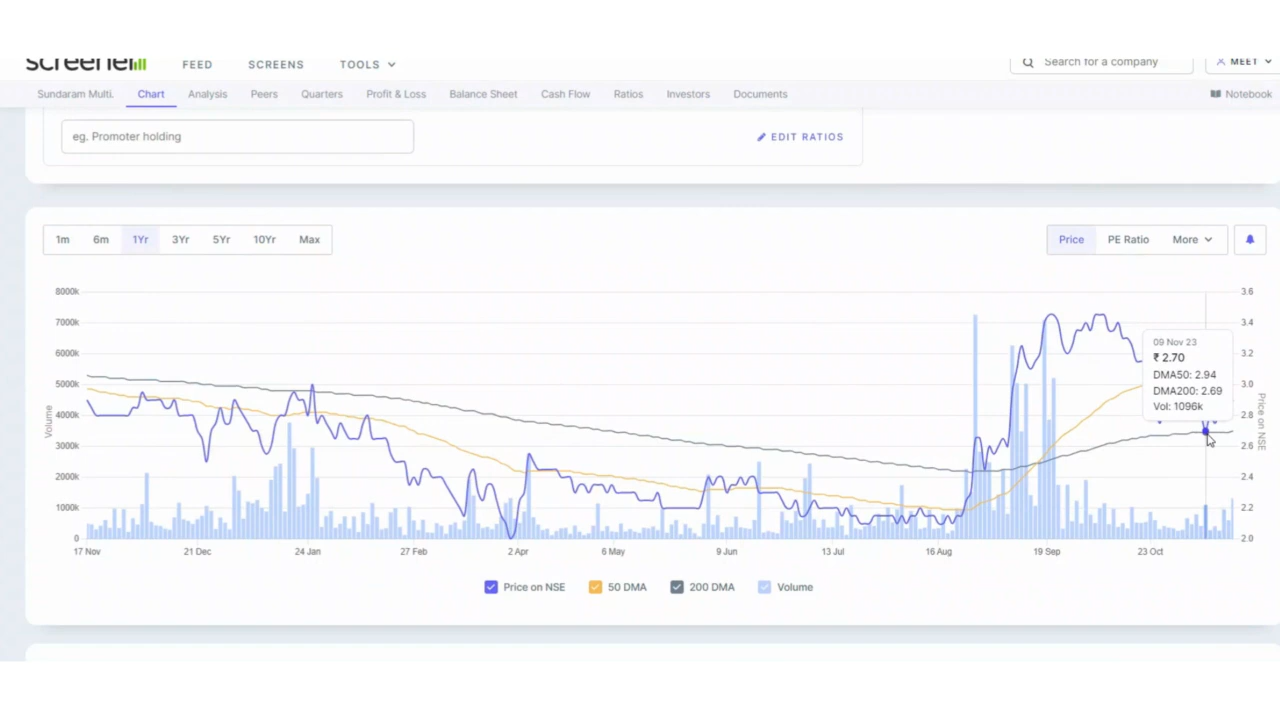 screener
FEED
SCREENS
TOOLS
Search for a company
MEET
Sundaram Multi.
Chart
Analysis
Peers
Quarters
Profit & Loss
Balance Sheet
Cash Flow
Ratios
Investors
Documents
Notebook
eg. Promoter holding
EDIT RATIOS
1m 6m 1Yr 3Yr 5Yr 10Yr Max
Price PE Ratio More
8000k
7000k
6000k
5000k
4000k
3000k
2000k
1000k
0
Volume
3.6
3.4
3.2
3.0
2.8
2.6
2.4
2.2
2.0
Price on NSE
09 Nov 23
₹ 2.70
DMA50: 2.94
DMA200: 2.69
Vol: 1096k
17 Nov 21 Dec 24 Jan 27 Feb 2 Apr 6 May 9 Jun 13 Jul 16 Aug 19 Sep 23 Oct
Price on NSE 50 DMA 200 DMA Volume